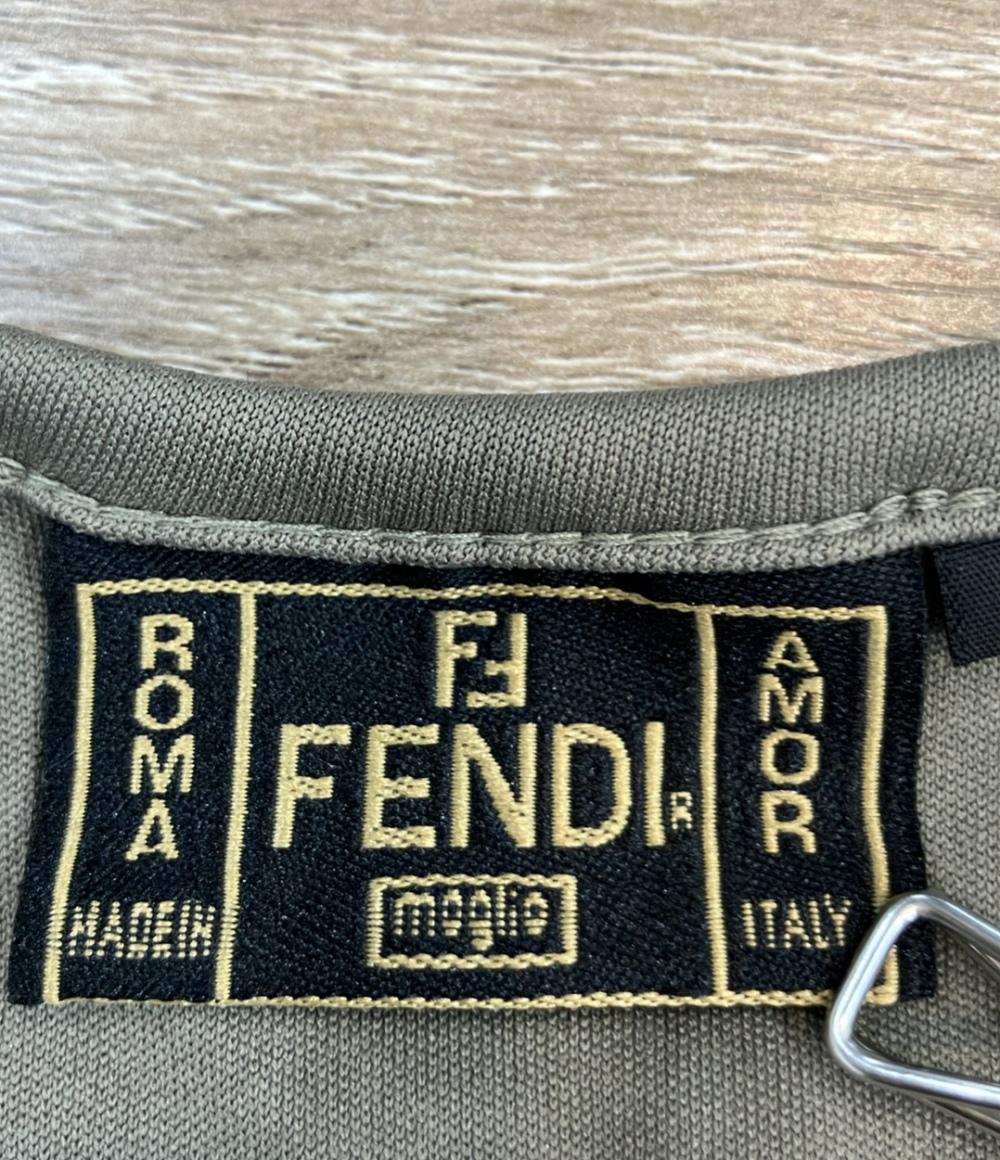 ROMA
FF
FENDI R
maglia
AMOR
MADE IN
ITALY